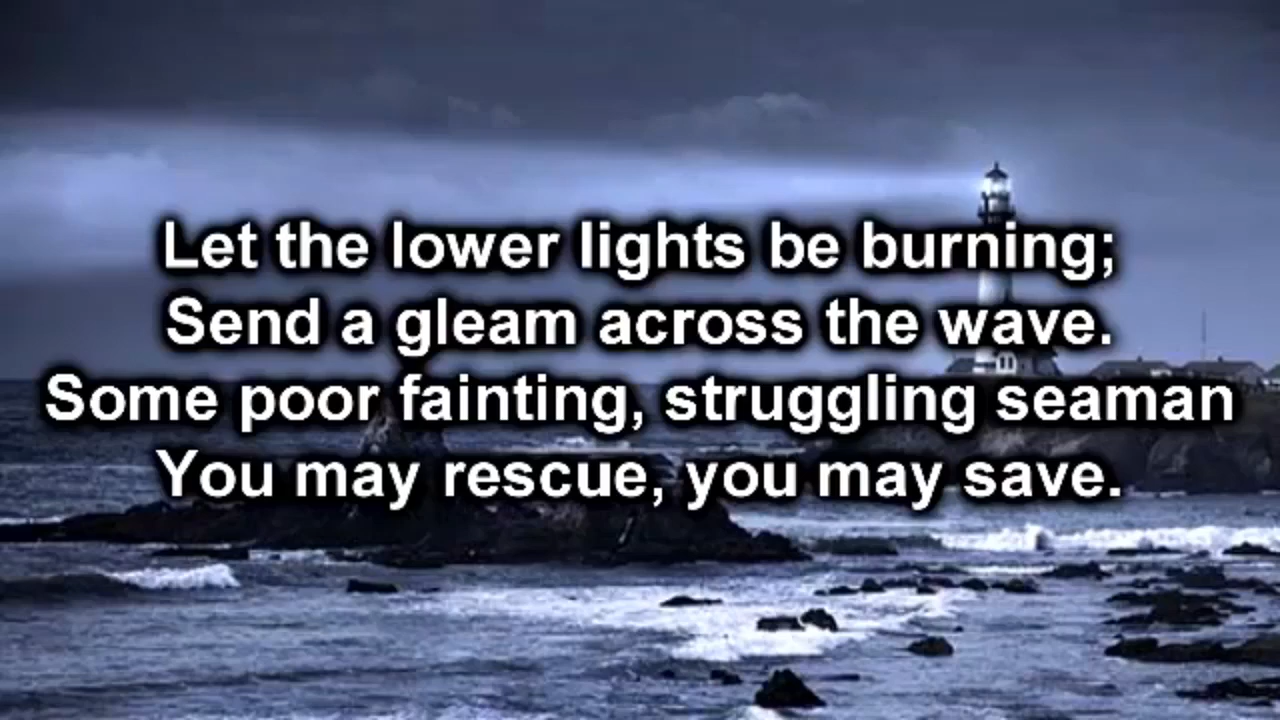 Let the lower lights be burning;
Send a gleam across the wave.
Some poor fainting, struggling seaman
You may rescue, you may save.